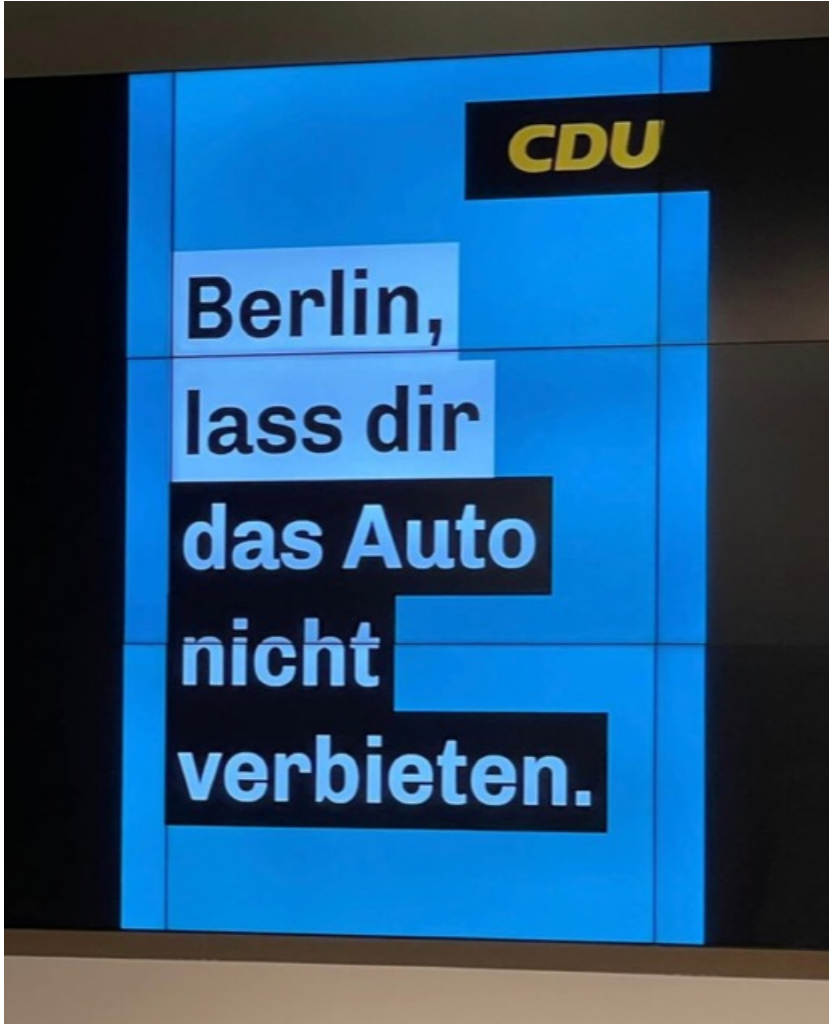 CDU
Berlin,
lass dir
das Auto
nicht
verbieten.